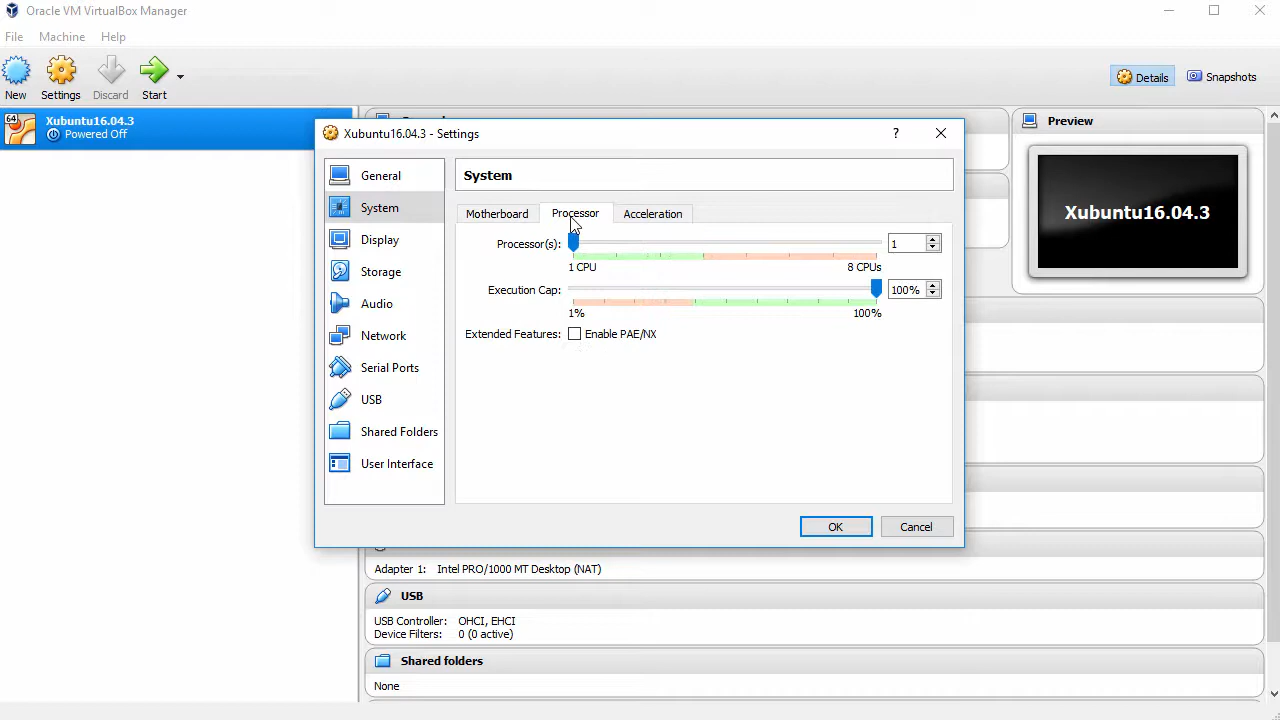 Oracle VM VirtualBox Manager
File Machine Help
New Settings Discard Start
Details Snapshots
64
Xubuntu16.04.3
Powered Off
Preview
Xubuntu16.04.3
Xubuntu16.04.3 - Settings
?
General
System
Display
Storage
Audio
Network
Serial Ports
USB
Shared Folders
User Interface
System
Motherboard Processor Acceleration
Processor(s): 1
1 CPU 8 CPUs
Execution Cap: 100%
1% 100%
Extended Features: Enable PAE/NX
OK Cancel
Adapter 1: Intel PRO/1000 MT Desktop (NAT)
USB
USB Controller: OHCI, EHCI
Device Filters: 0 (0 active)
Shared folders
None